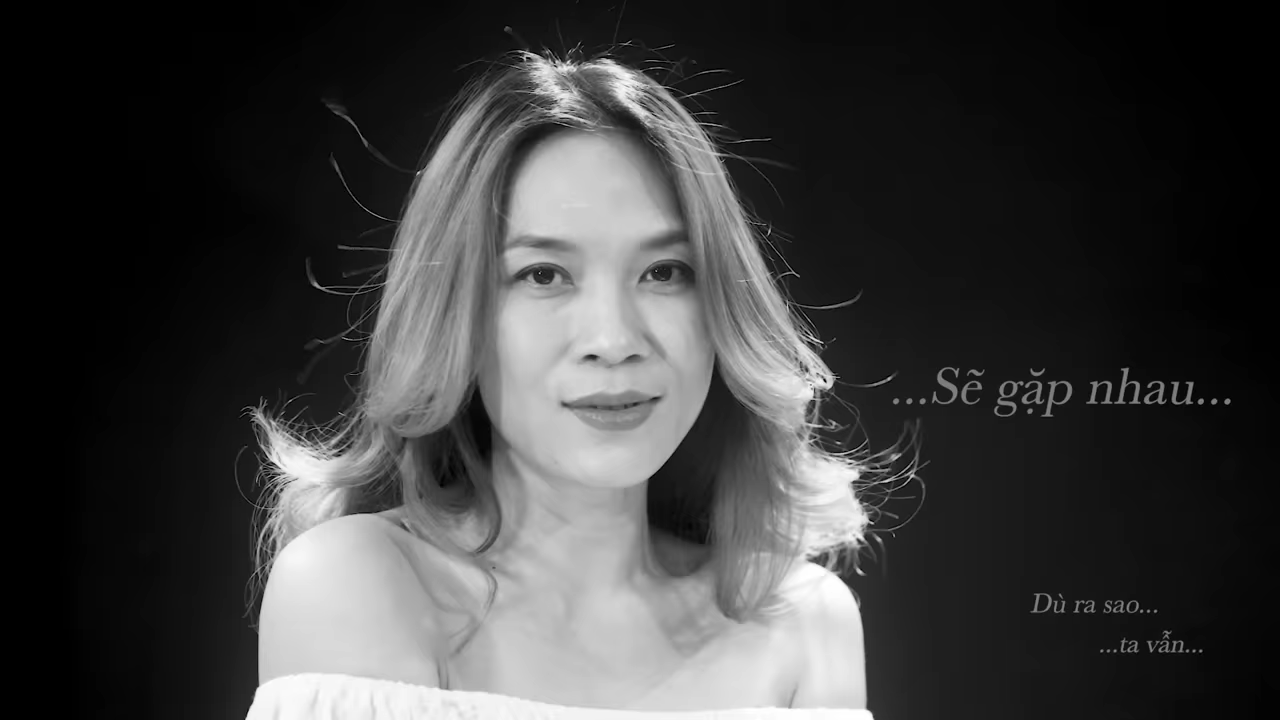 ...Sẽ gặp nhau...
Dù ra sao...
...ta vẫn...